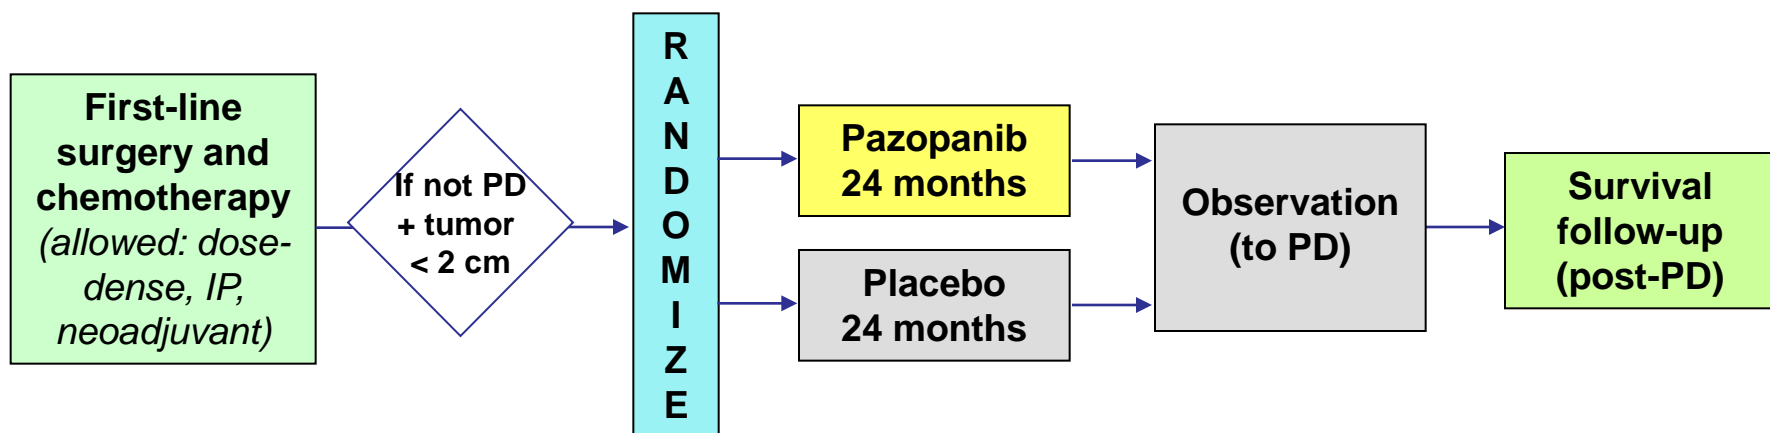 First-line
surgery and
chemotherapy
(allowed: dose-
dense, IP,
neoadjuvant)
If not PD
+ tumor
< 2 cm
R
A
N
D
O
M
I
Z
E
Pazopanib
24 months
Placebo
24 months
Observation
(to PD)
Survival
follow-up
(post-PD)